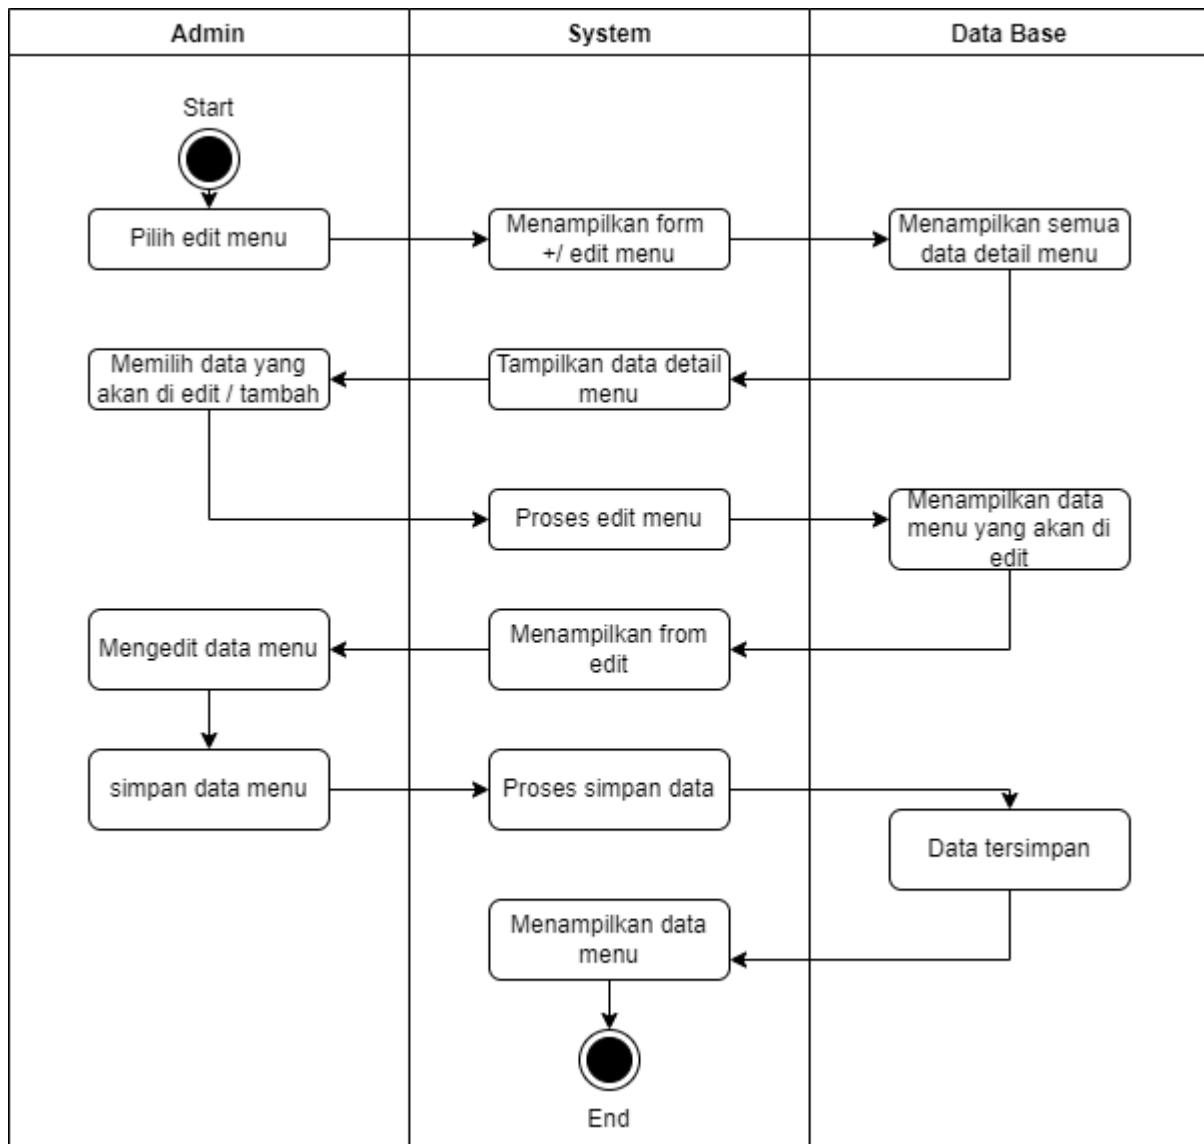 Admin
System
Data Base
Start
Pilih edit menu
Menampilkan form
+/ edit menu
Menampilkan semua
data detail menu
Memilih data yang
akan di edit / tambah
Tampilkan data detail
menu
Proses edit menu
Menampilkan data
menu yang akan di
edit
Mengedit data menu
Menampilkan from
edit
simpan data menu
Proses simpan data
Data tersimpan
Menampilkan data
menu
End